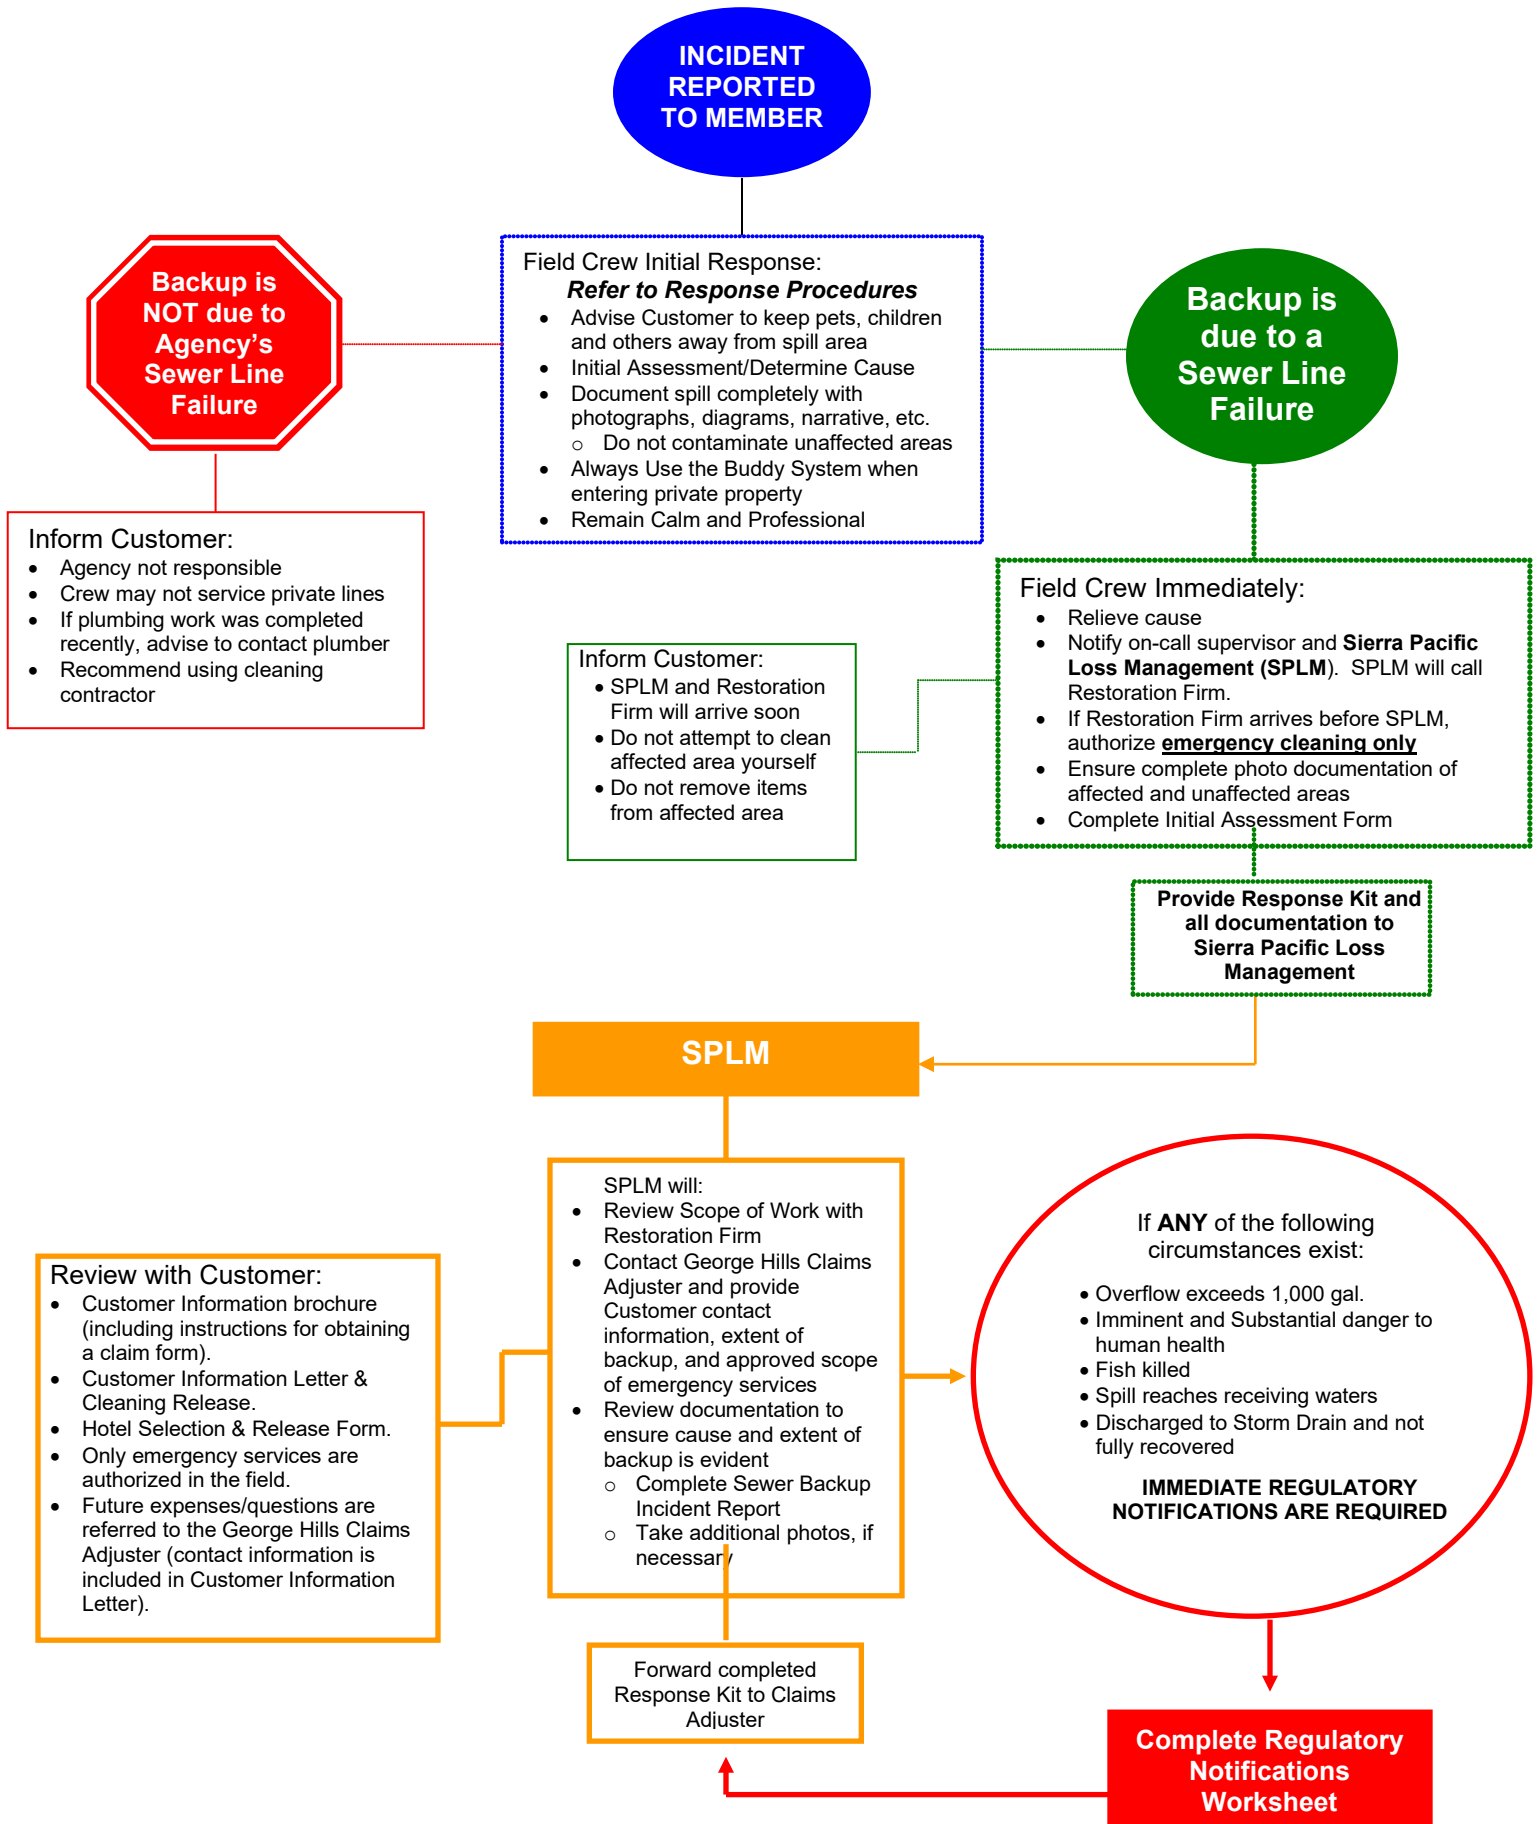 INCIDENT
REPORTED
TO MEMBER
Backup is
NOT due to
Agency’s
Sewer Line
Failure
Field Crew Initial Response:
Refer to Response Procedures
• Advise Customer to keep pets, children
and others away from spill area
• Initial Assessment/Determine Cause
• Document spill completely with
photographs, diagrams, narrative, etc.
o Do not contaminate unaffected areas
• Always Use the Buddy System when
entering private property
• Remain Calm and Professional
Backup is
due to a
Sewer Line
Failure
Inform Customer:
• Agency not responsible
• Crew may not service private lines
• If plumbing work was completed
recently, advise to contact plumber
• Recommend using cleaning
contractor
Field Crew Immediately:
• Relieve cause
• Notify on-call supervisor and Sierra Pacific
Loss Management (SPLM). SPLM will call
Restoration Firm.
• If Restoration Firm arrives before SPLM,
authorize emergency cleaning only
• Ensure complete photo documentation of
affected and unaffected areas
• Complete Initial Assessment Form
Inform Customer:
• SPLM and Restoration
Firm will arrive soon
• Do not attempt to clean
affected area yourself
• Do not remove items
from affected area
Provide Response Kit and
all documentation to
Sierra Pacific Loss
Management
SPLM
SPLM will:
• Review Scope of Work with
Restoration Firm
• Contact George Hills Claims
Adjuster and provide
Customer contact
information, extent of
backup, and approved scope
of emergency services
• Review documentation to
ensure cause and extent of
backup is evident
o Complete Sewer Backup
Incident Report
o Take additional photos, if
necessary
Review with Customer:
• Customer Information brochure
(including instructions for obtaining
a claim form).
• Customer Information Letter &
Cleaning Release.
• Hotel Selection & Release Form.
• Only emergency services are
authorized in the field.
• Future expenses/questions are
referred to the George Hills Claims
Adjuster (contact information is
included in Customer Information
Letter).
If ANY of the following
circumstances exist:
• Overflow exceeds 1,000 gal.
• Imminent and Substantial danger to
human health
• Fish killed
• Spill reaches receiving waters
• Discharged to Storm Drain and not
fully recovered
IMMEDIATE REGULATORY
NOTIFICATIONS ARE REQUIRED
Forward completed
Response Kit to Claims
Adjuster
Complete Regulatory
Notifications
Worksheet